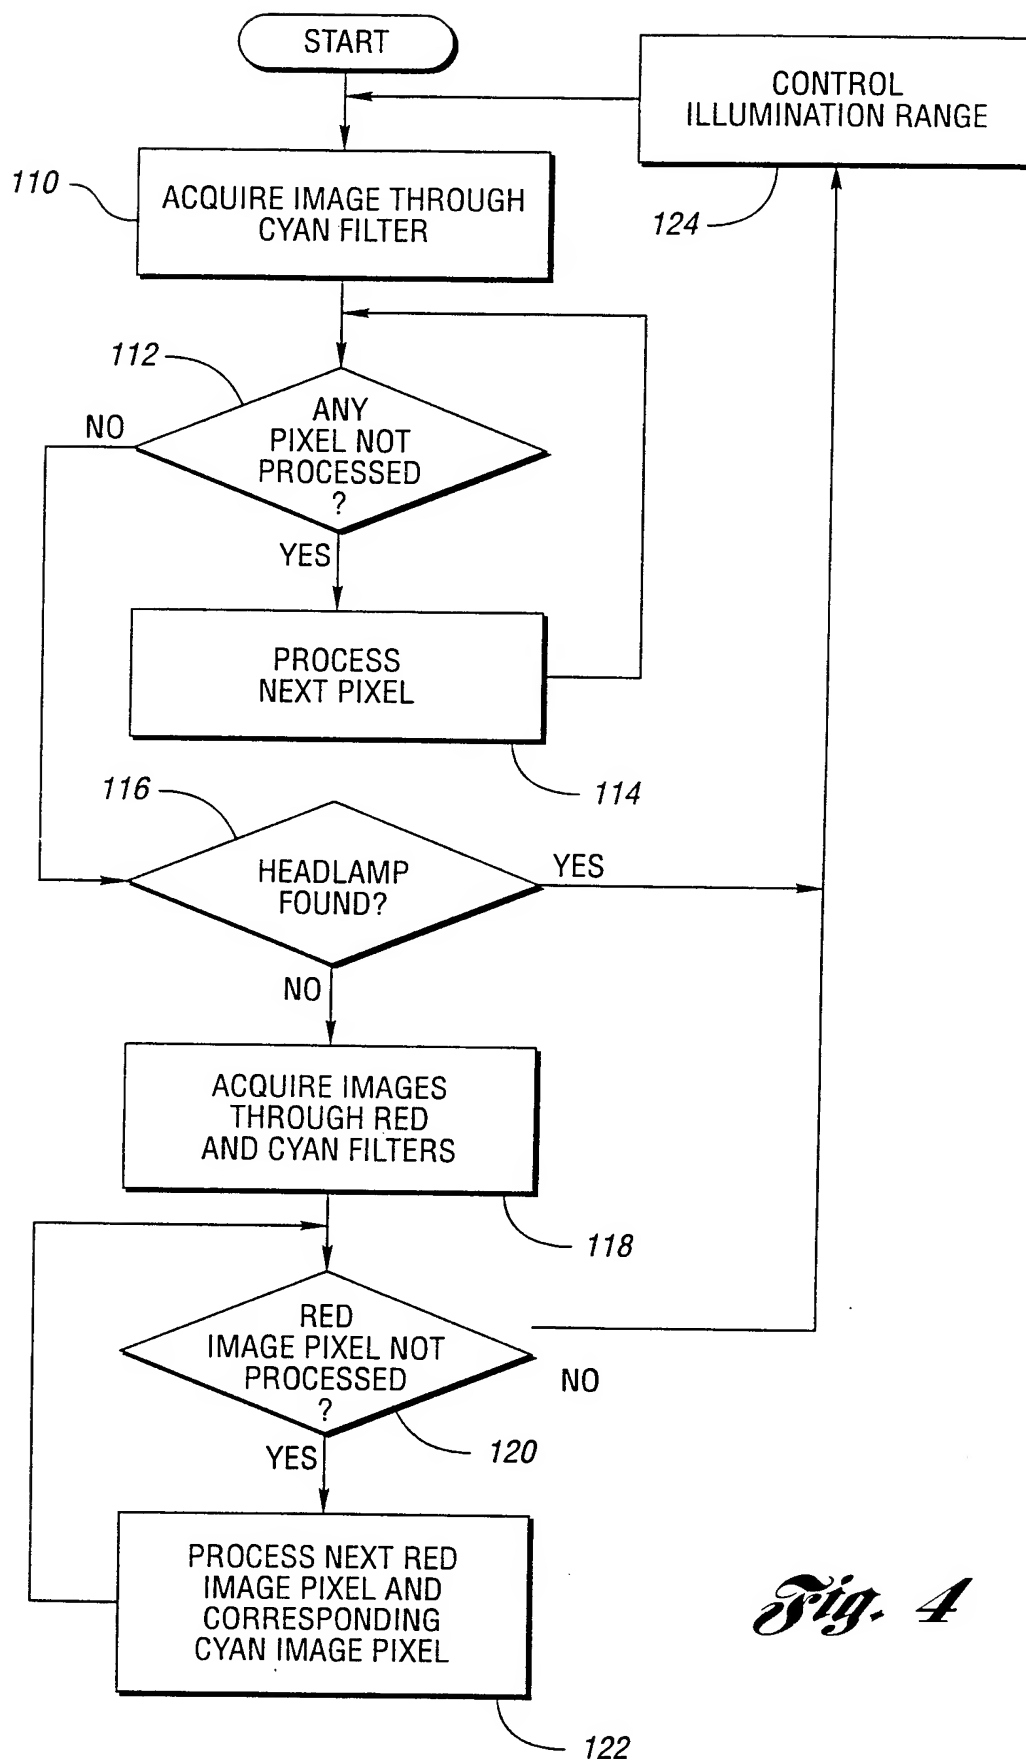 START
CONTROL
ILLUMINATION RANGE
124
110
ACQUIRE IMAGE THROUGH
CYAN FILTER
112
ANY
PIXEL NOT
PROCESSED
?
NO
YES
PROCESS
NEXT PIXEL
114
116
HEADLAMP
FOUND?
YES
NO
ACQUIRE IMAGES
THROUGH RED
AND CYAN FILTERS
118
RED
IMAGE PIXEL NOT
PROCESSED
?
NO
120
YES
PROCESS NEXT RED
IMAGE PIXEL AND
CORRESPONDING
CYAN IMAGE PIXEL
122
Fig. 4